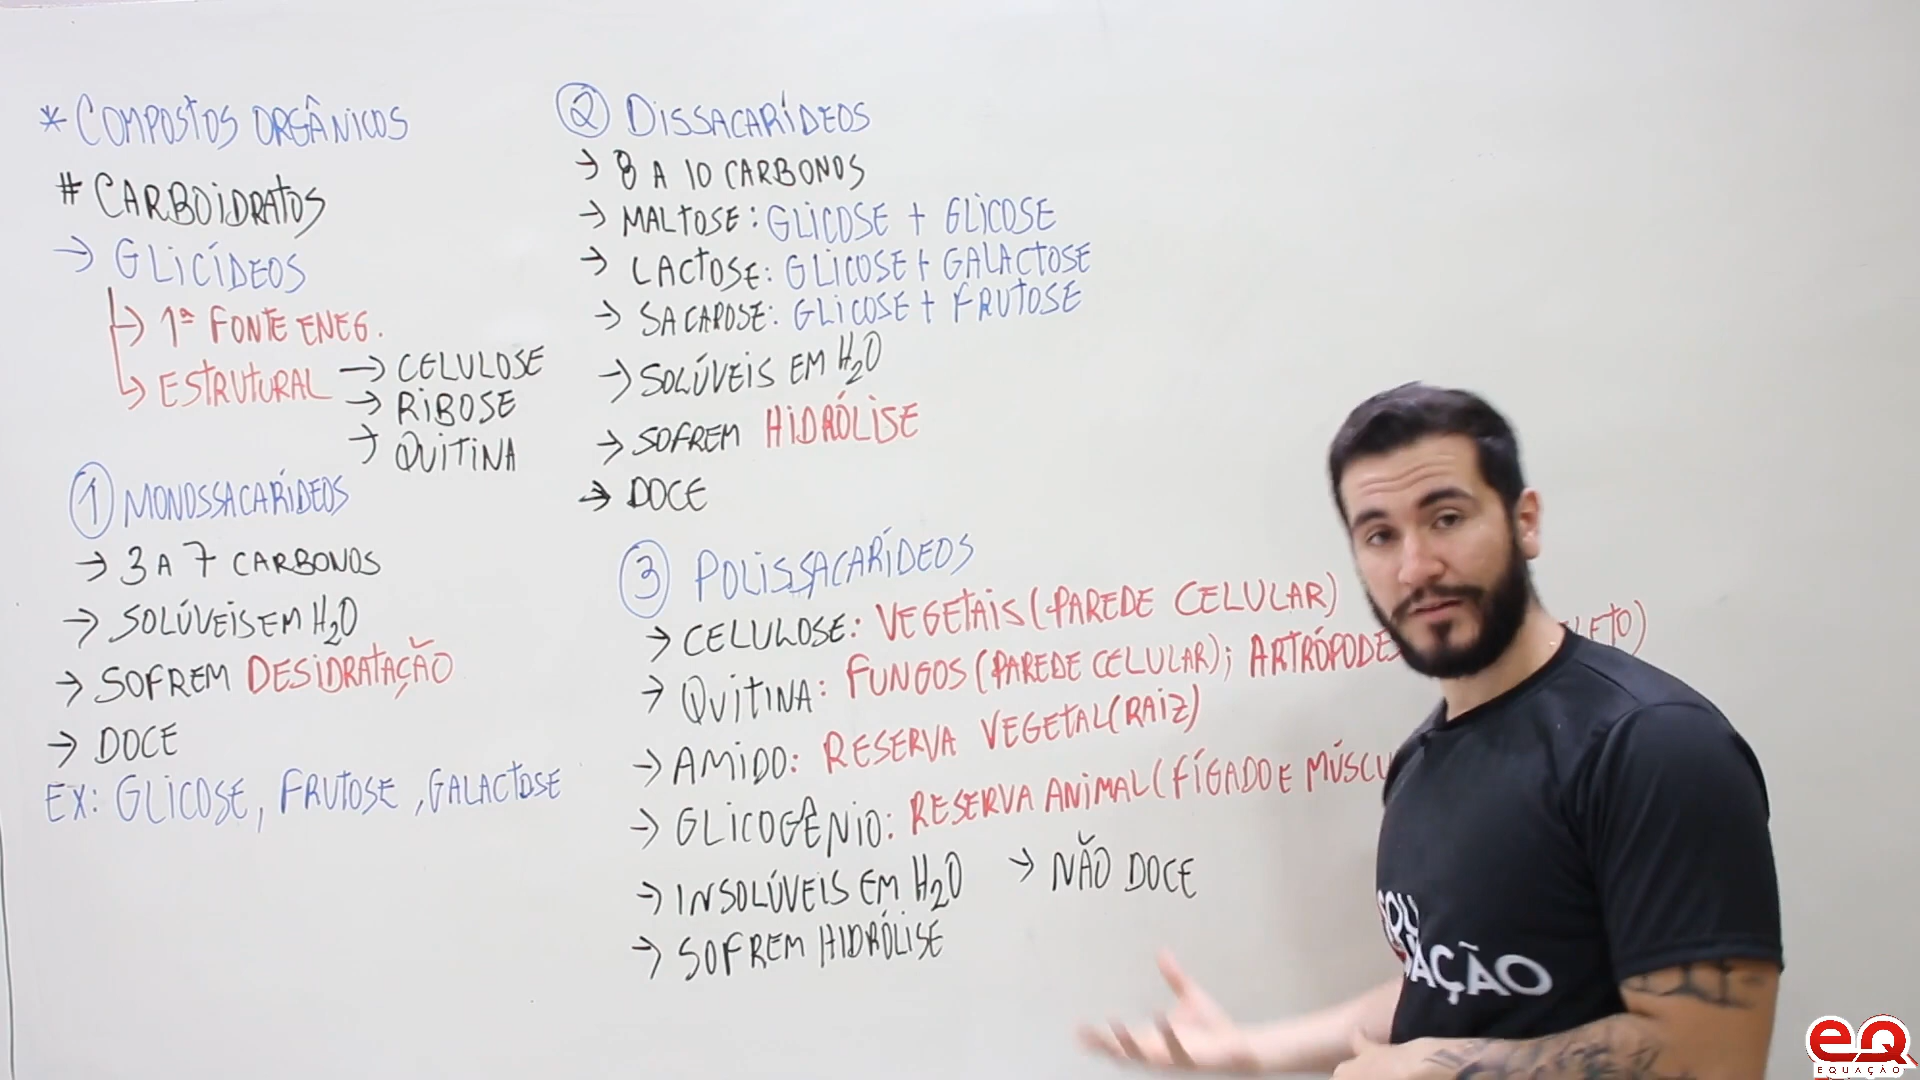 * COMPOSTOS ORGÂNICOS
# CARBOIDRATOS
→ GLICÍDEOS
→ 1ª FONTE ENEG.
→ ESTRUTURAL → CELULOSE
→ RIBOSE
→ QUITINA
1 MONOSSACARÍDEOS
→ 3 A 7 CARBONOS
→ SOLÚVEIS EM H₂O
→ SOFREM DESIDRATAÇÃO
→ DOCE
EX: GLICOSE, FRUTOSE, GALACTOSE
2 DISSACARÍDEOS
→ 8 A 10 CARBONOS
→ MALTOSE: GLICOSE + GLICOSE
→ LACTOSE: GLICOSE + GALACTOSE
→ SACAROSE: GLICOSE + FRUTOSE
→ SOLÚVEIS EM H₂O
→ SOFREM HIDRÓLISE
→ DOCE
3 POLISSACARÍDEOS
→ CELULOSE: VEGETAIS (PAREDE CELULAR)
→ QUITINA: FUNGOS (PAREDE CELULAR); ARTRÓPODES LETO)
→ AMIDO: RESERVA VEGETAL (RAIZ)
→ GLICOGÊNIO: RESERVA ANIMAL (FÍGADO E MÚSCU
→ INSOLÚVEIS EM H₂O → NÃO DOCE
→ SOFREM HIDRÓLISE
AÇÃO
eQ
EQUAÇÃO